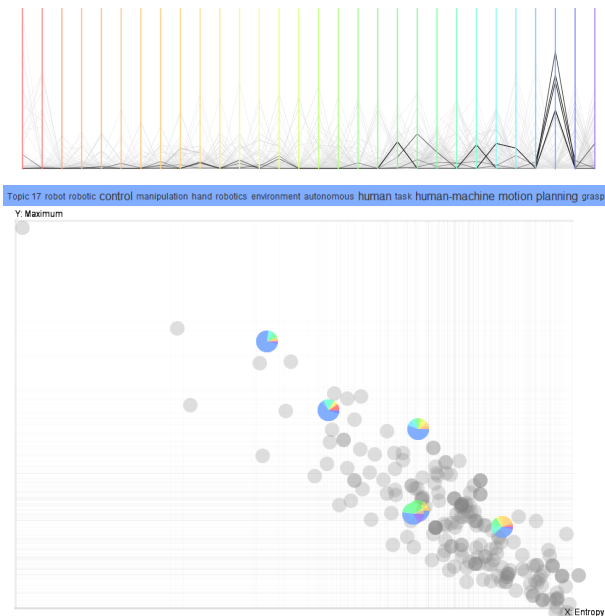 Topic 17 robot robotic control manipulation hand robotics environment autonomous human task human-machine motion planning grasp
Y: Maximum
X: Entropy